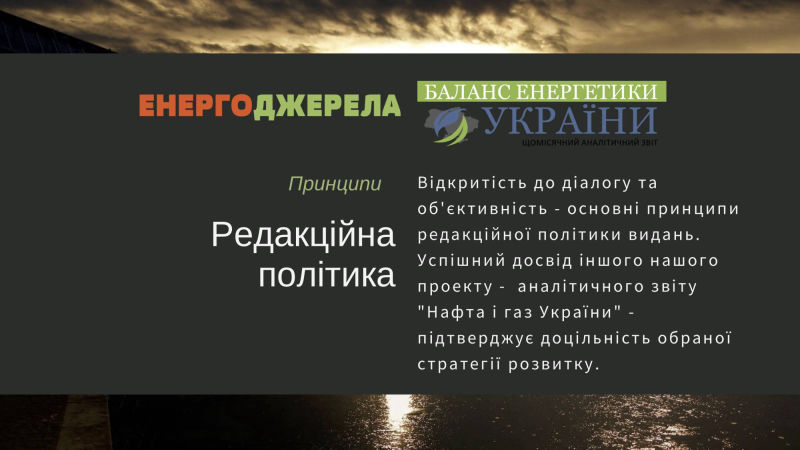 ЕНЕРГОДЖЕРЕЛА
БАЛАНС ЕНЕРГЕТИКИ
УКРАЇНИ
ЩОМІСЯЧНИЙ АНАЛІТИЧНИЙ ЗВІТ
Принципи
Редакційна
політика
Відкритість до діалогу та
об'єктивність - основні принципи
редакційної політики видань.
Успішний досвід іншого нашого
проекту - аналітичного звіту
"Нафта і газ України" -
підтверджує доцільність обраної
стратегії розвитку.